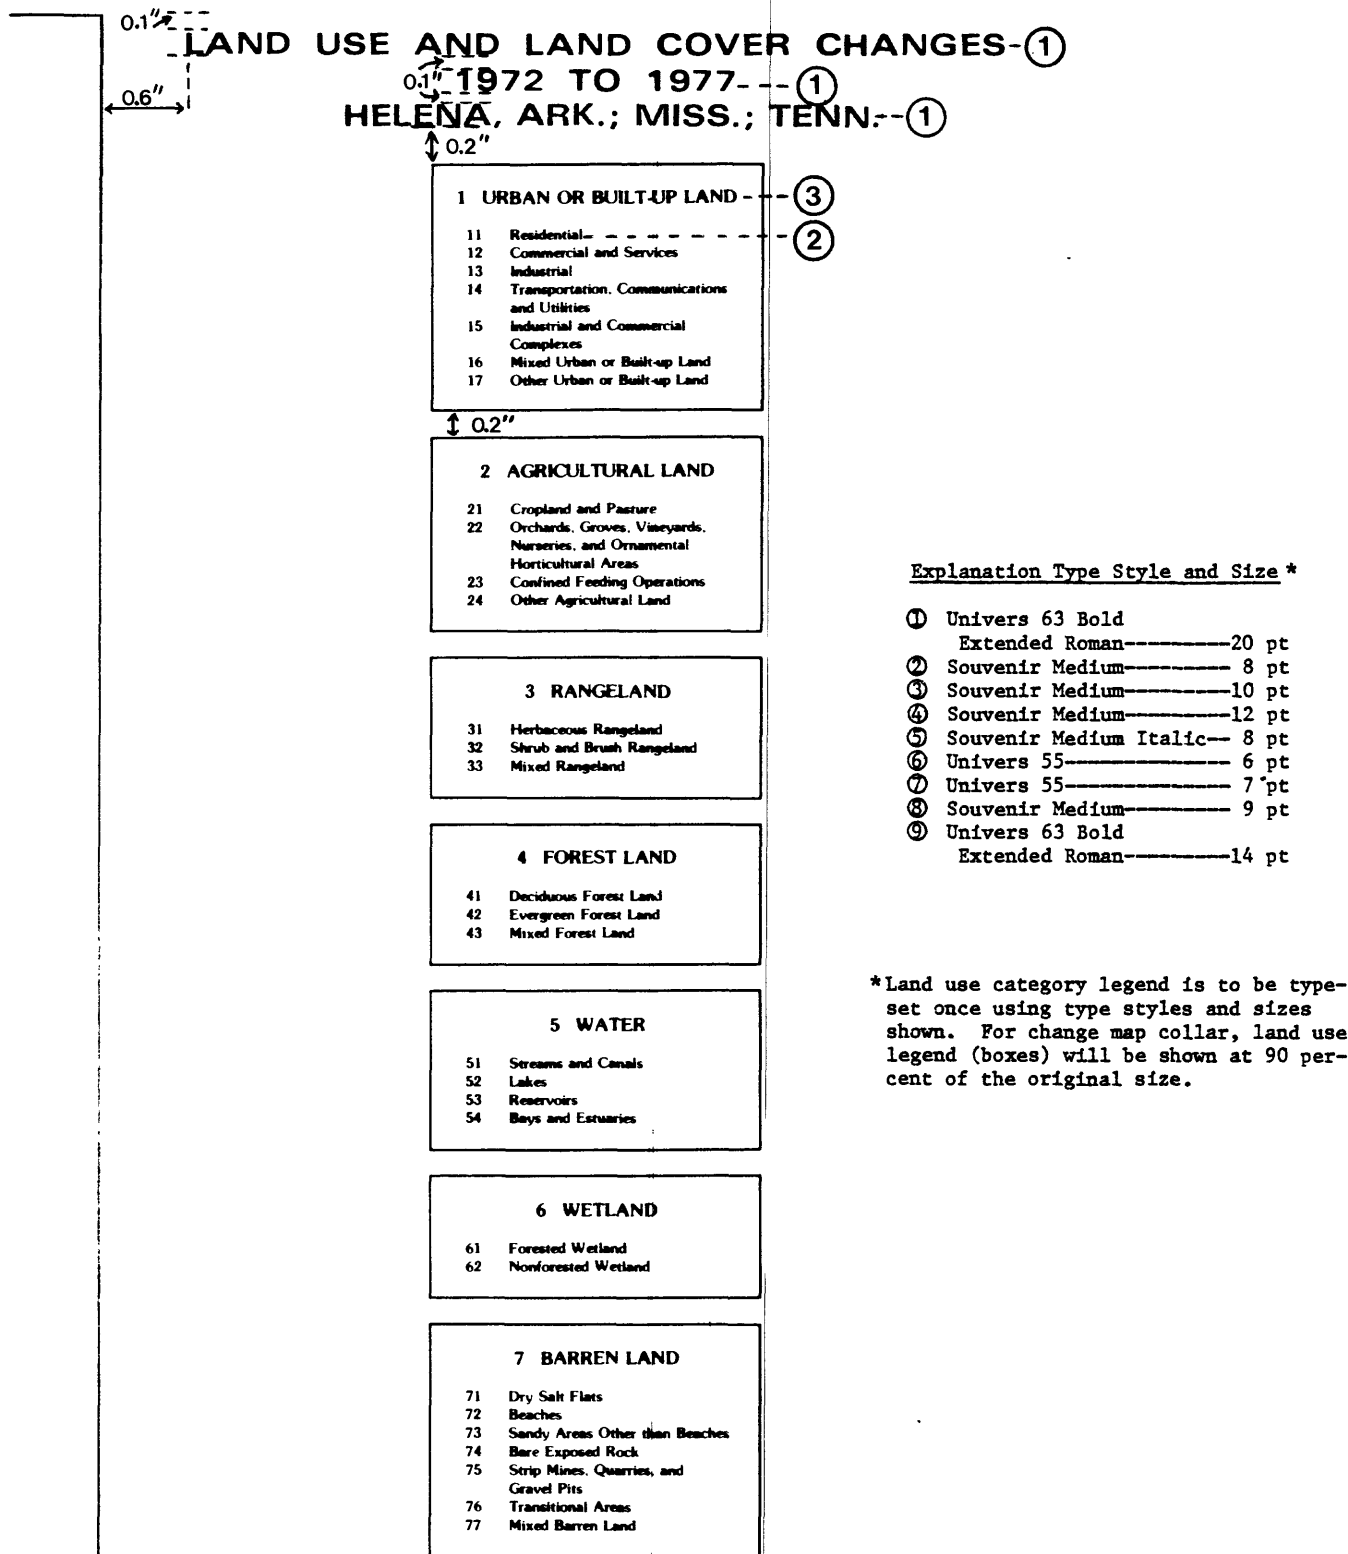 0.1"
LAND USE AND LAND COVER CHANGES-①
0.1" 1972 TO 1977---①
0.6"
HELENA, ARK.; MISS.; TENN.--①
0.2"
1 URBAN OR BUILT-UP LAND---③
11 Residential- - - - - - - - -②
12 Commercial and Services
13 Industrial
14 Transportation, Communications
and Utilities
15 Industrial and Commercial
Complexes
16 Mixed Urban or Built-up Land
17 Other Urban or Built-up Land
0.2"
2 AGRICULTURAL LAND
21 Cropland and Pasture
22 Orchards, Groves, Vineyards,
Nurseries, and Ornamental
Horticultural Areas
23 Confined Feeding Operations
24 Other Agricultural Land
3 RANGELAND
31 Herbaceous Rangeland
32 Shrub and Brush Rangeland
33 Mixed Rangeland
4 FOREST LAND
41 Deciduous Forest Land
42 Evergreen Forest Land
43 Mixed Forest Land
5 WATER
51 Streams and Canals
52 Lakes
53 Reservoirs
54 Bays and Estuaries
6 WETLAND
61 Forested Wetland
62 Nonforested Wetland
7 BARREN LAND
71 Dry Salt Flats
72 Beaches
73 Sandy Areas Other than Beaches
74 Bare Exposed Rock
75 Strip Mines, Quarries, and
Gravel Pits
76 Transitional Areas
77 Mixed Barren Land
Explanation Type Style and Size *
① Univers 63 Bold
Extended Roman----------20 pt
② Souvenir Medium---------- 8 pt
③ Souvenir Medium----------10 pt
④ Souvenir Medium----------12 pt
⑤ Souvenir Medium Italic-- 8 pt
⑥ Univers 55---------------- 6 pt
⑦ Univers 55---------------- 7 pt
⑧ Souvenir Medium---------- 9 pt
⑨ Univers 63 Bold
Extended Roman----------14 pt
*Land use category legend is to be type-
set once using type styles and sizes
shown. For change map collar, land use
legend (boxes) will be shown at 90 per-
cent of the original size.